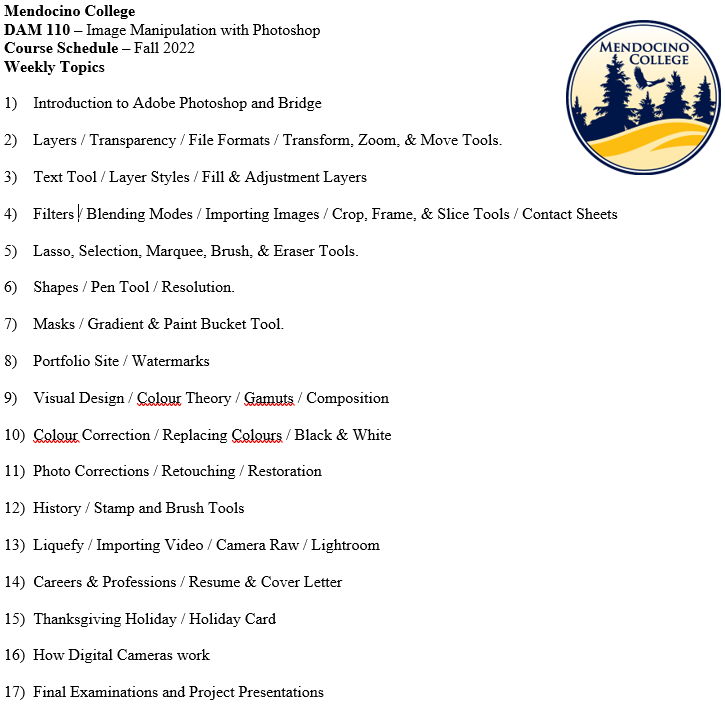 Mendocino College
DAM 110 – Image Manipulation with Photoshop
Course Schedule – Fall 2022
Weekly Topics
MENDOCINO
COLLEGE
1) Introduction to Adobe Photoshop and Bridge
2) Layers / Transparency / File Formats / Transform, Zoom, & Move Tools.
3) Text Tool / Layer Styles / Fill & Adjustment Layers
4) Filters / Blending Modes / Importing Images / Crop, Frame, & Slice Tools / Contact Sheets
5) Lasso, Selection, Marquee, Brush, & Eraser Tools.
6) Shapes / Pen Tool / Resolution.
7) Masks / Gradient & Paint Bucket Tool.
8) Portfolio Site / Watermarks
9) Visual Design / Colour Theory / Gamuts / Composition
10) Colour Correction / Replacing Colours / Black & White
11) Photo Corrections / Retouching / Restoration
12) History / Stamp and Brush Tools
13) Liquefy / Importing Video / Camera Raw / Lightroom
14) Careers & Professions / Resume & Cover Letter
15) Thanksgiving Holiday / Holiday Card
16) How Digital Cameras work
17) Final Examinations and Project Presentations